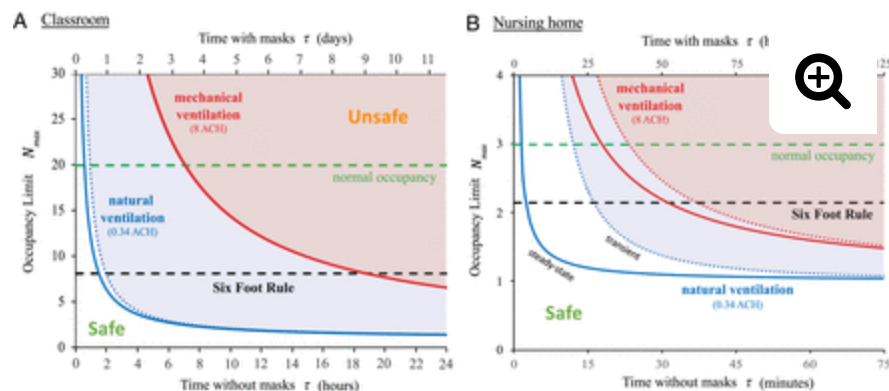 A Classroom
Time with masks τ (days)
0 1 2 3 4 5 6 7 8 9 10 11
30
25
20
15
10
5
0
Occupancy Limit N max
mechanical
ventilation
(8 ACH)
Unsafe
normal occupancy
natural
ventilation
(0.34 ACH)
Six Foot Rule
Safe
0 2 4 6 8 10 12 14 16 18 20 22 24
Time without masks τ (hours)
B Nursing home
Time with masks τ (h
0 25 50 75 125
4
3
2
1
0
Occupancy Limit N max
mechanical
ventilation
(8 ACH)
normal occupancy
Six Foot Rule
transient
steady-state
natural ventilation
(0.34 ACH)
Safe
0 15 30 45 60 75
Time without masks τ (minutes)